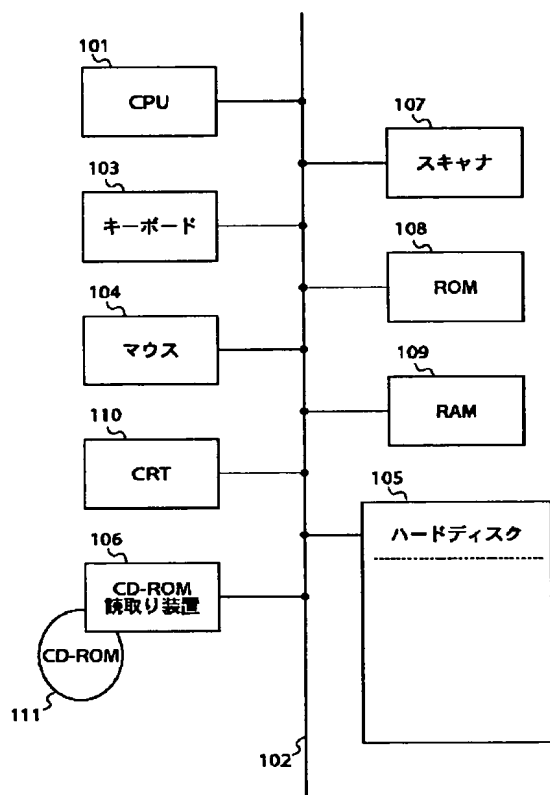 101
CPU
107
スキャナ
103
キーボード
108
ROM
104
マウス
109
RAM
110
CRT
105
ハードディスク
106
CD-ROM
読取り装置
CD-ROM
111
102